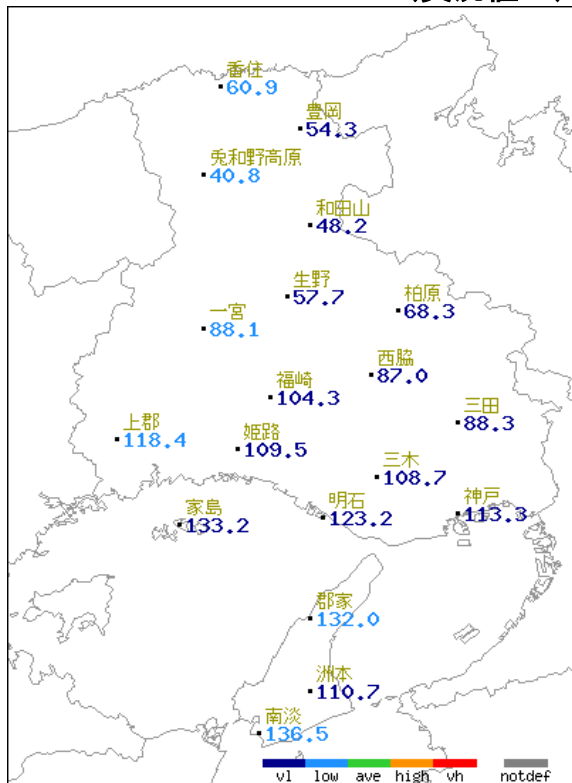 香住
60.9
豊岡
54.3
兎和野高原
40.8
和田山
48.2
生野
57.7
柏原
68.3
一宮
88.1
西脇
87.0
福崎
104.3
三田
88.3
上郡
118.4
姫路
109.5
三木
108.7
家島
133.2
明石
123.2
神戸
113.3
郡家
132.0
洲本
110.7
南淡
136.5
vl low ave high vh notdef